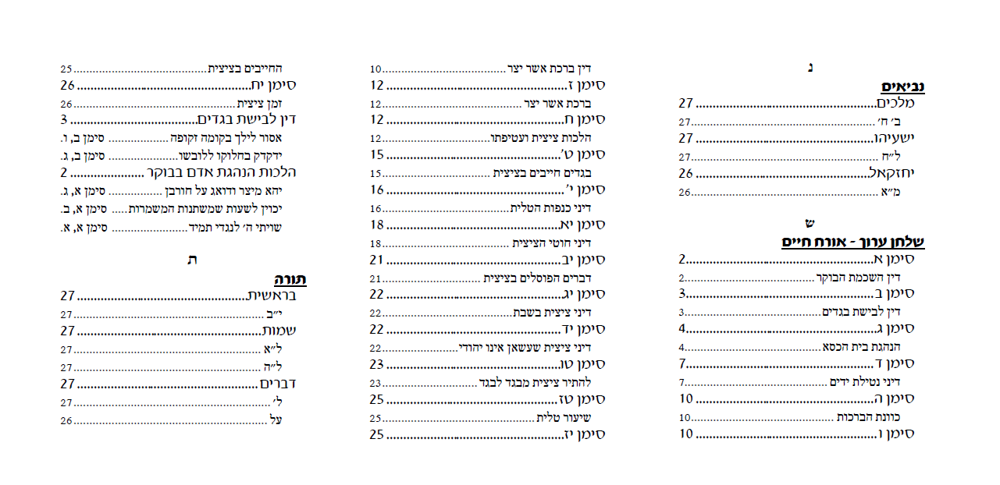 נ
נביאים
מלכים 27
ב׳ ח׳ 27
ישעיהו 27
ל״ח 27
יחזקאל 26
מ״א 26
ש
שלחן ערוך - אורח חיים
סימן א 2
דין השכמת הבוקר 2
סימן ב 3
דין לבישת בגדים 3
סימן ג 4
הנהגת בית הכסא 4
סימן ד 7
דיני נטילת ידים 7
סימן ה 10
כוונת הברכות 10
סימן ו 10
דין ברכת אשר יצר 10
סימן ז 12
ברכת אשר יצר 12
סימן ח 12
הלכות ציצית ועטיפתו 12
סימן ט׳ 15
בגדים חייבים בציצית 15
סימן י׳ 16
דיני כנפות הטלית 16
סימן יא 18
דיני חוטי הציצית 18
סימן יב 21
דברים הפוסלים בציצית 21
סימן יג 22
דיני ציצית בשבת 22
סימן יד 22
דיני ציצית שעשאן אינו יהודי 22
סימן טו 23
להתיר ציצית מבגד לבגד 23
סימן טז 25
שיעור טלית 25
סימן יז 25
החייבים בציצית 25
סימן יח 26
זמן ציצית 26
דין לבישת בגדים 3
אסור לילך בקומה זקופה סימן ב, ו.
ידקדק בחלוקו ללובשו סימן ב, ג.
הלכות הנהגת אדם בבוקר 2
יהא מיצר ודואג על חורבן סימן א, ג.
יכוין לשעות שמשתנות המשמרות סימן א, ב.
שויתי ה׳ לנגדי תמיד סימן א, א.
ת
תורה
בראשית 27
י״ב 27
שמות 27
ל״א 27
ל״ה 27
דברים 27
ל׳ 27
על 26